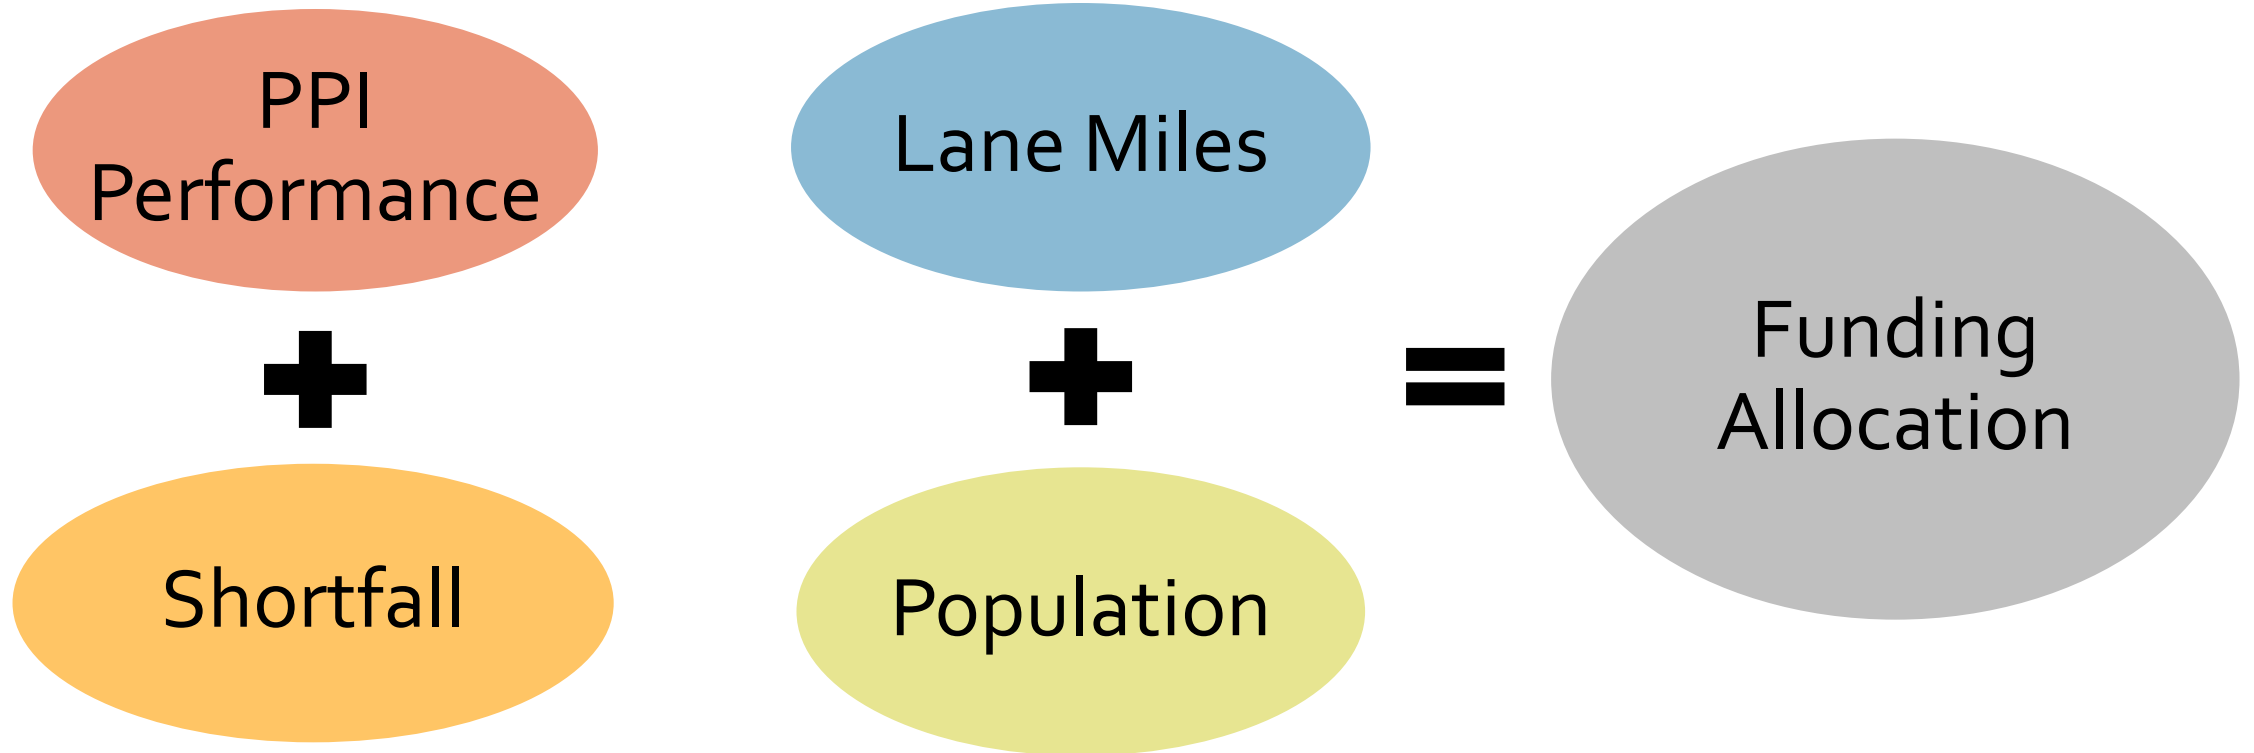 PPI
Performance
Shortfall
Lane Miles
Population
Funding
Allocation